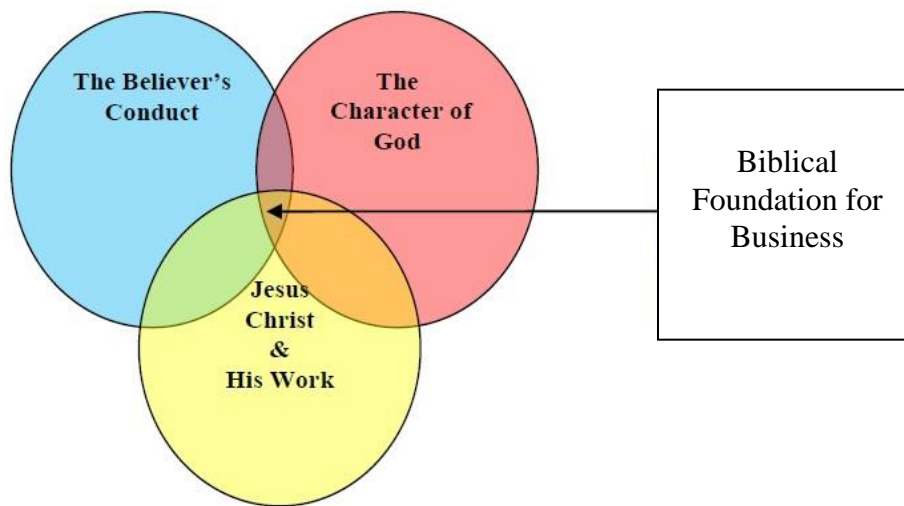 The Believer’s
Conduct
The
Character of
God
Biblical
Foundation for
Business
Jesus
Christ
&
His Work